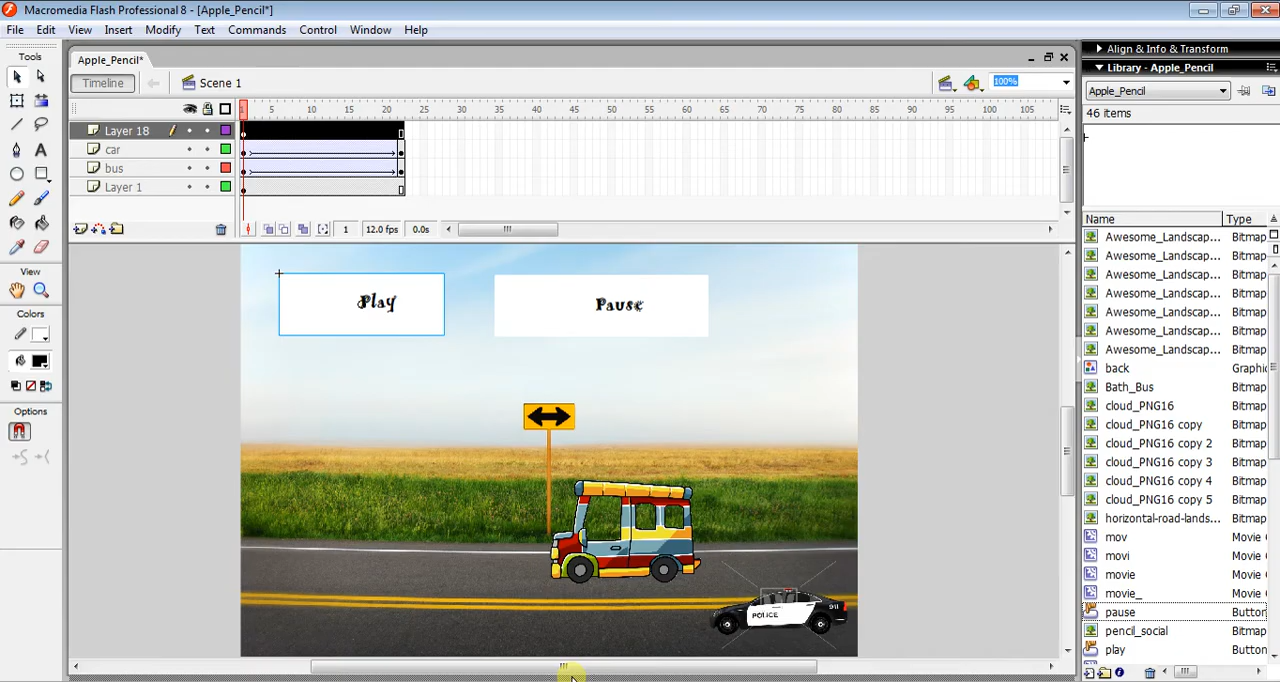 Macromedia Flash Professional 8 - [Apple_Pencil*]
File Edit View Insert Modify Text Commands Control Window Help
Tools
View
Colors
Options
Apple_Pencil*
Timeline
Scene 1
100%
1 5 10 15 20 25 30 35 40 45 50 55 60 65 70 75 80 85 90 95 100 105
Layer 18
car
bus
Layer 1
1 12.0 fps 0.0s
Play
Pause
POLICE
911
Align & Info & Transform
Library - Apple_Pencil
Apple_Pencil
46 items
Name Type
Awesome_Landscap... Bitmap
Awesome_Landscap... Bitmap
Awesome_Landscap... Bitmap
Awesome_Landscap... Bitmap
Awesome_Landscap... Bitmap
Awesome_Landscap... Bitmap
Awesome_Landscap... Bitmap
back Graphic
Bath_Bus Bitmap
cloud_PNG16 Bitmap
cloud_PNG16 copy Bitmap
cloud_PNG16 copy 2 Bitmap
cloud_PNG16 copy 3 Bitmap
cloud_PNG16 copy 4 Bitmap
cloud_PNG16 copy 5 Bitmap
horizontal-road-lands... Bitmap
mov Movie
movi Movie
movie Movie
movie_ Movie
pause Button
pencil_social Bitmap
play Button